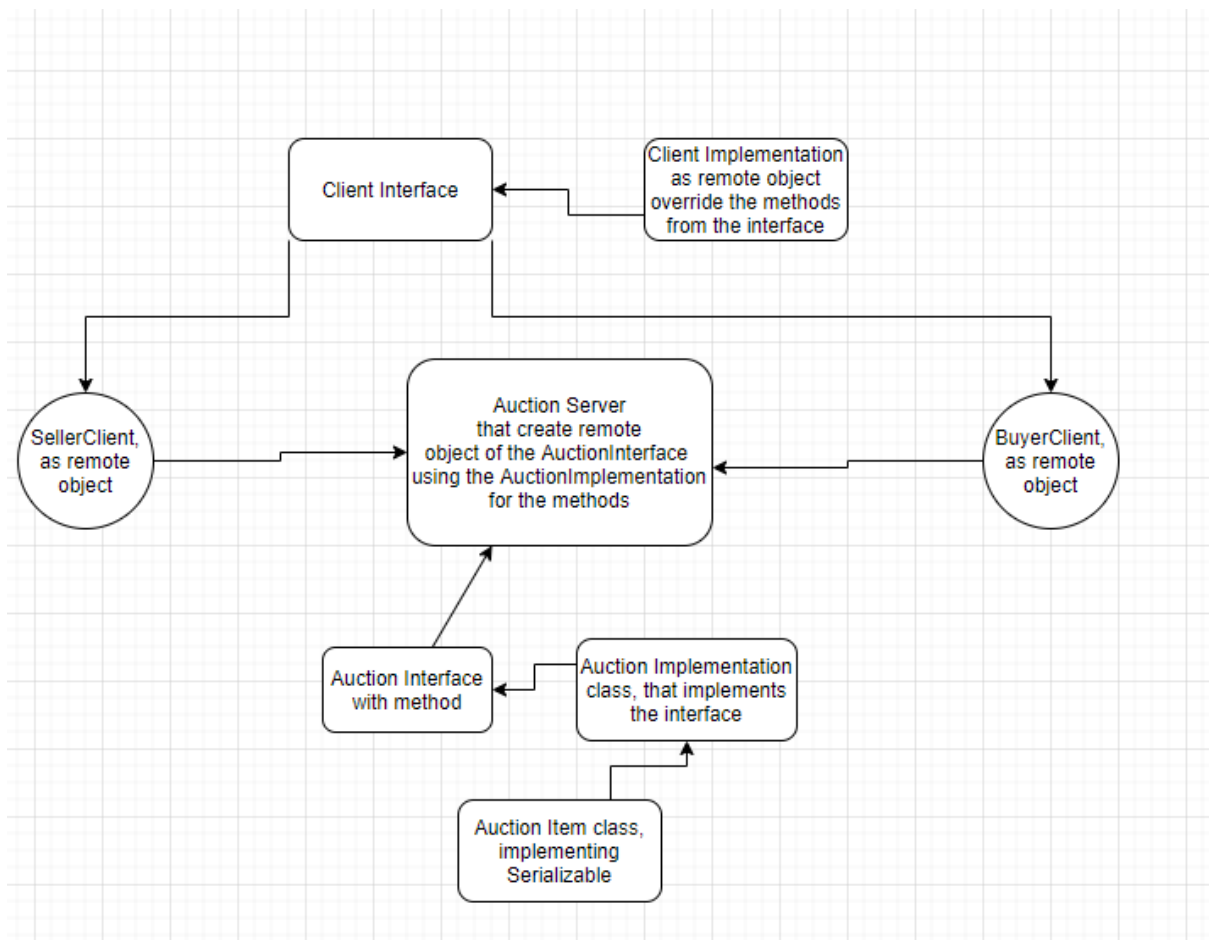 Client Interface
Client Implementation
as remote object
override the methods
from the interface
SellerClient,
as remote
object
Auction Server
that create remote
object of the AuctionInterface
using the AuctionImplementation
for the methods
BuyerClient,
as remote
object
Auction Interface
with method
Auction Implementation
class, that implements
the interface
Auction Item class,
implementing
Serializable